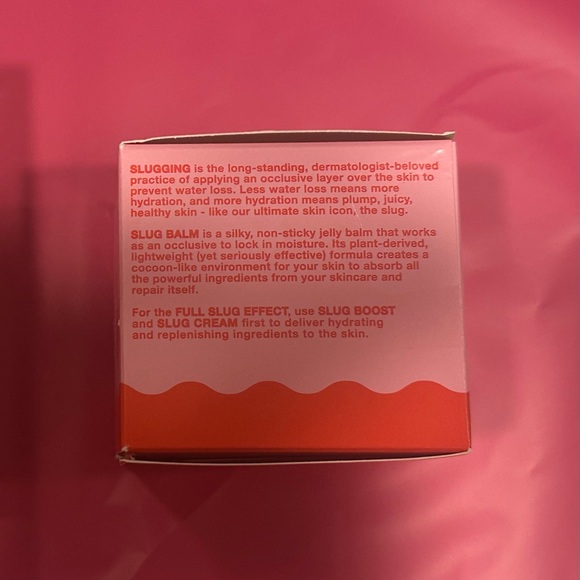 SLUGGING is the long-standing, dermatologist-beloved
practice of applying an occlusive layer over the skin to
prevent water loss. Less water loss means more
hydration, and more hydration means plump, juicy,
healthy skin - like our ultimate skin icon, the slug.
SLUG BALM is a silky, non-sticky jelly balm that works
as an occlusive to lock in moisture. Its plant-derived,
lightweight (yet seriously effective) formula creates a
cocoon-like environment for your skin to absorb all
the powerful ingredients from your skincare and
repair itself.
For the FULL SLUG EFFECT, use SLUG BOOST
and SLUG CREAM first to deliver hydrating
and replenishing ingredients to the skin.